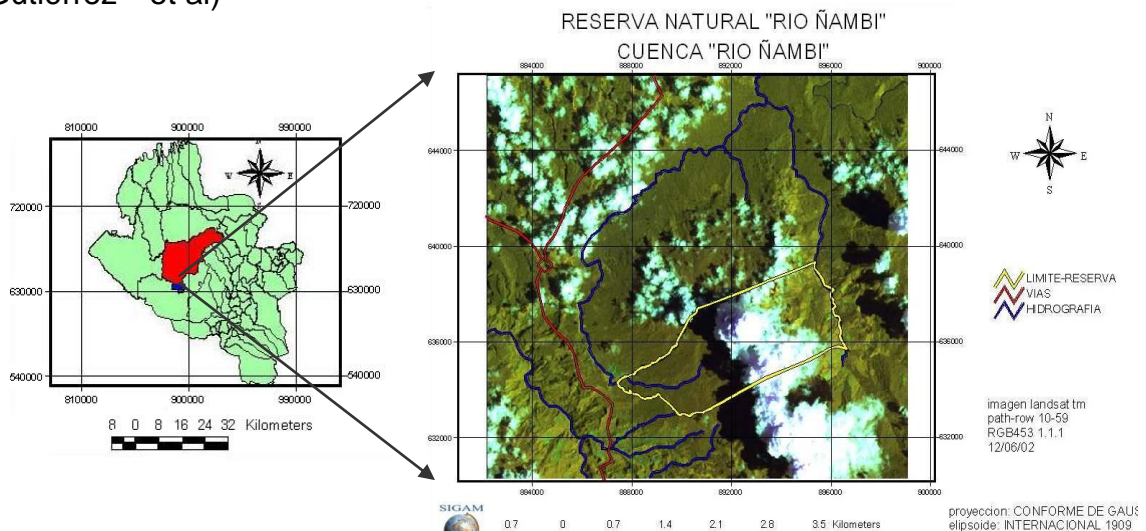 et al)
RESERVA NATURAL "RIO ÑAMBI"
CUENCA "RIO ÑAMBI"
884000 888000 892000 896000 900000
810000 900000 990000
N
W E
S
720000 720000
630000 630000
540000 540000
810000 900000 990000
8 0 8 16 24 32 Kilometers
644000 644000
640000 640000
636000 636000
632000 632000
884000 888000 892000 896000 900000
N
W E
S
LIMITE-RESERVA
VIAS
HIDROGRAFIA
imagen landsat tm
path-row 10-59
RGB453 1.1.1
12/06/02
SIGAM
0.7 0 0.7 1.4 2.1 2.8 3.5 Kilometers
proyeccion: CONFORME DE GAUS
elipsoide: INTERNACIONAL 1909